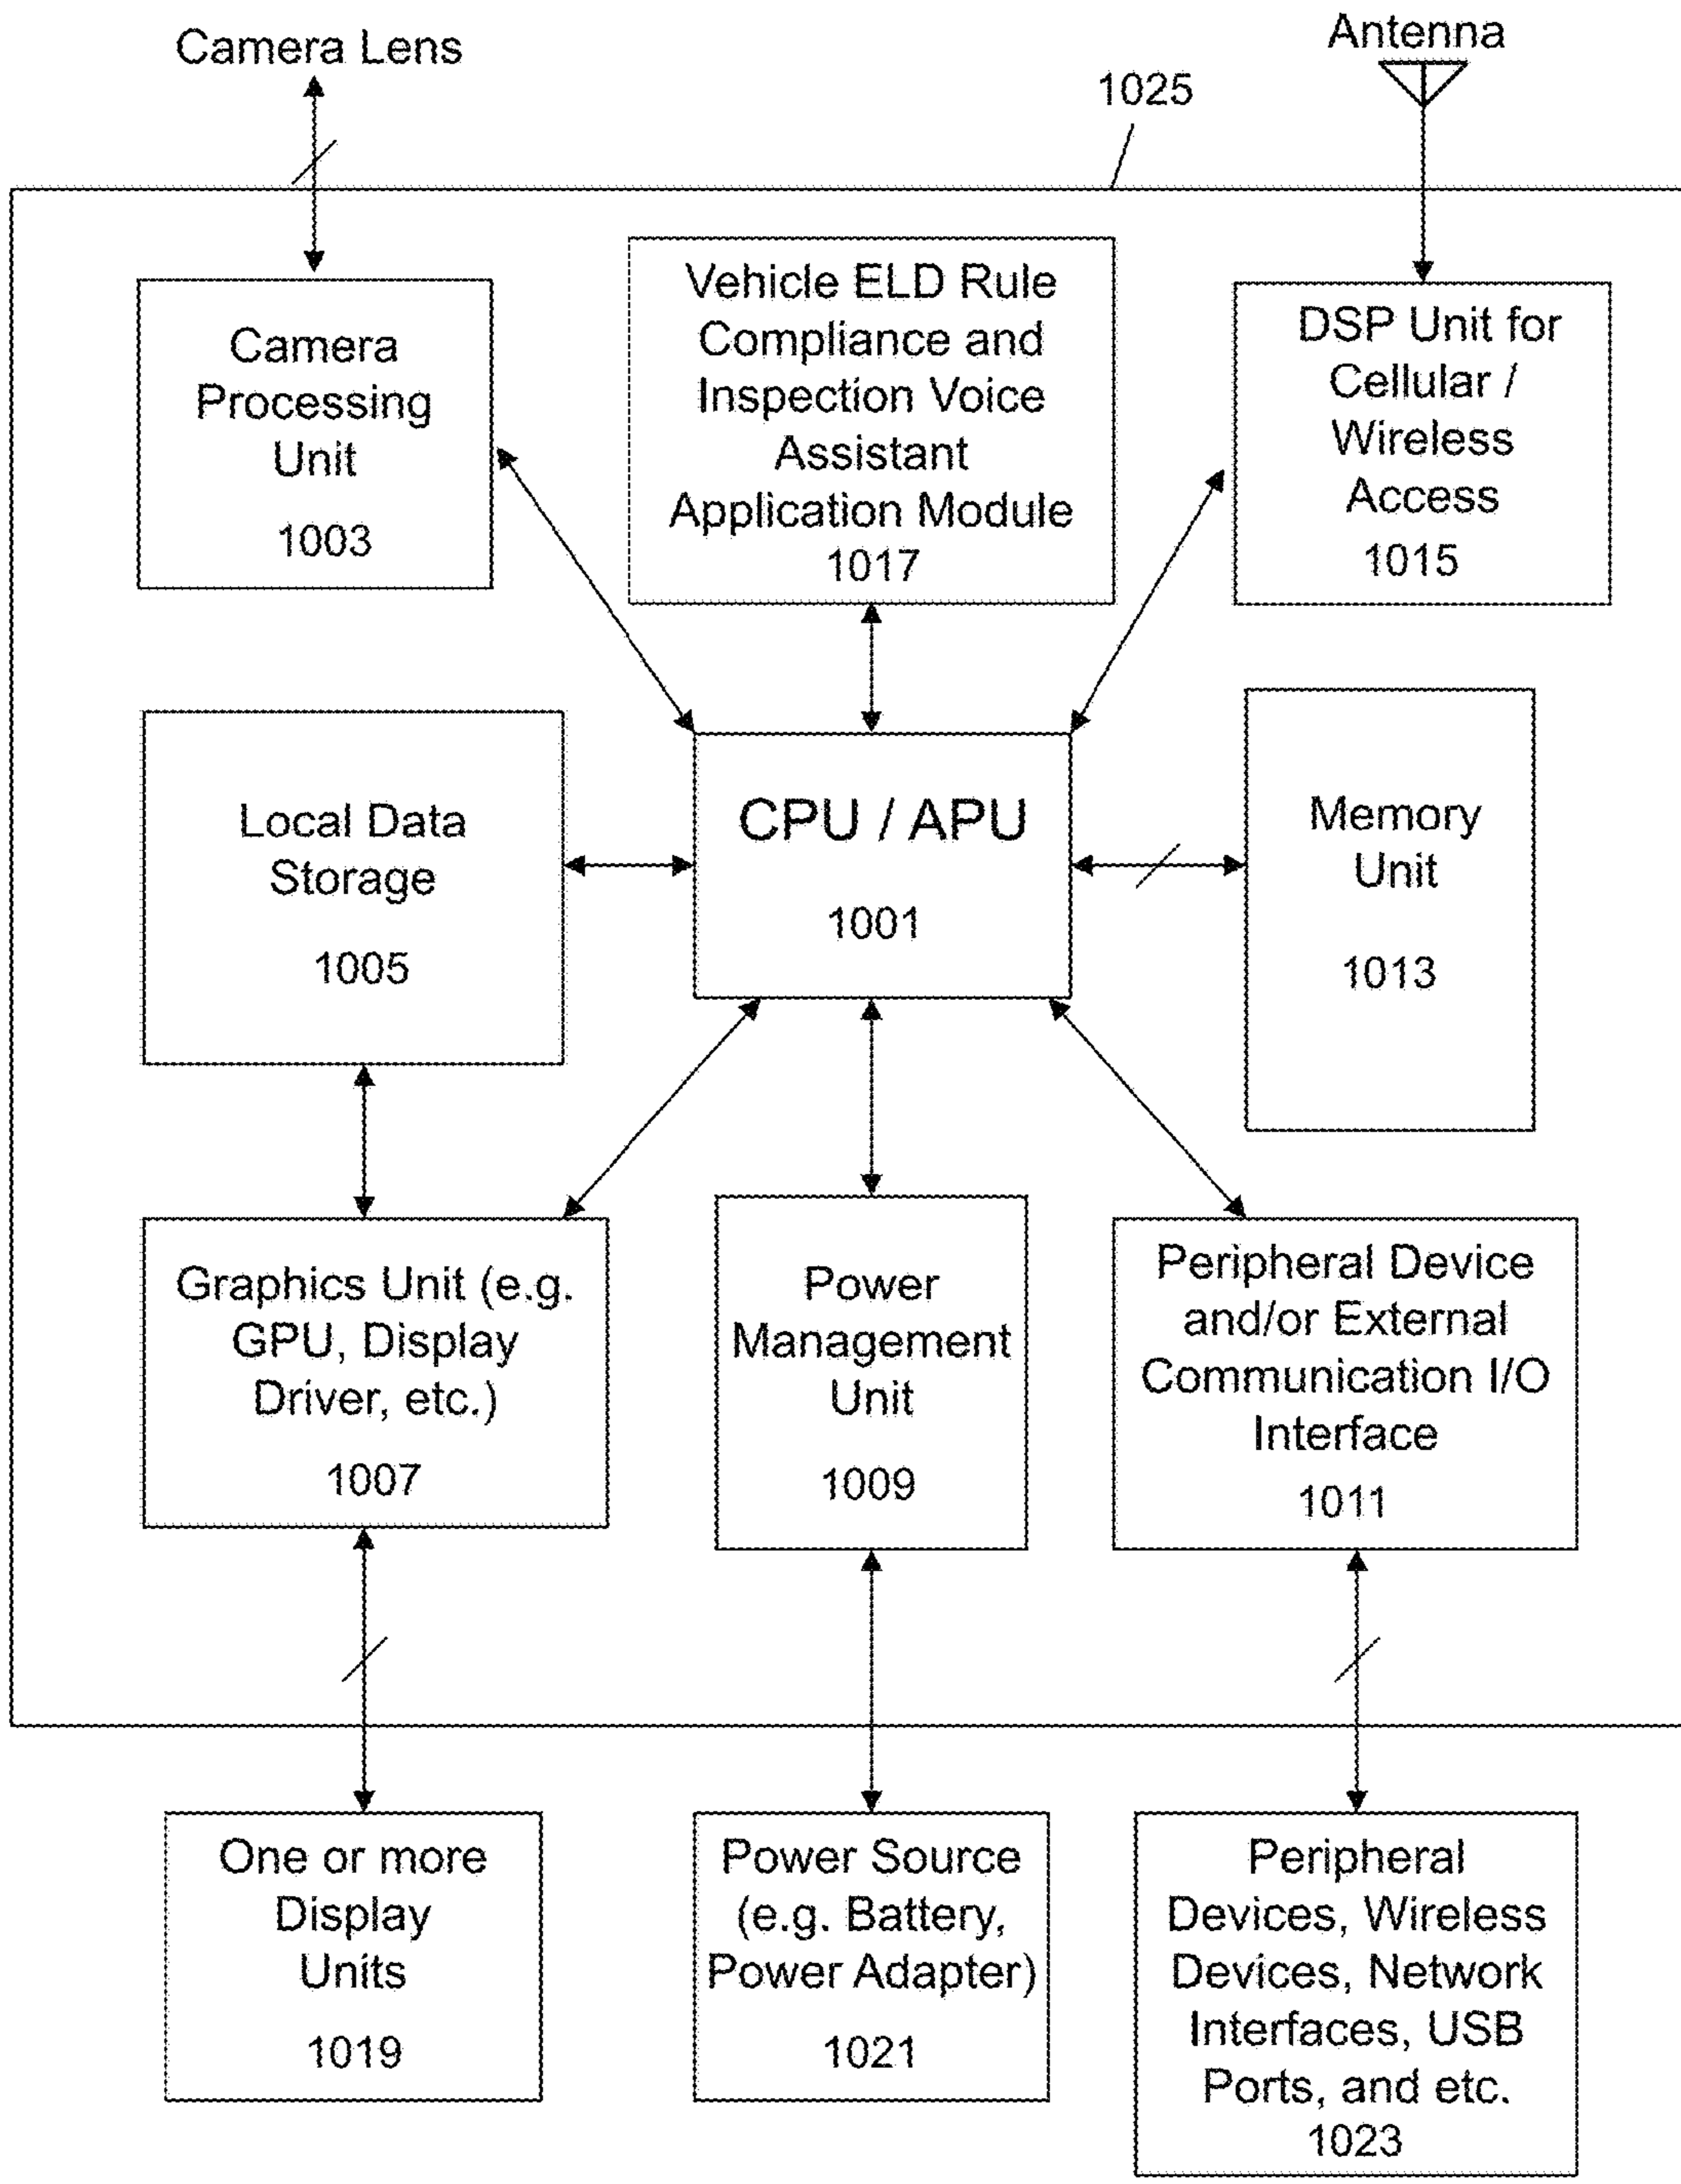 Camera Lens
Antenna
1025
Camera
Processing
Unit
1003
Vehicle ELD Rule
Compliance and
Inspection Voice
Assistant
Application Module
1017
DSP Unit for
Cellular /
Wireless
Access
1015
Local Data
Storage
1005
CPU / APU
1001
Memory
Unit
1013
Graphics Unit (e.g.
GPU, Display
Driver, etc.)
1007
Power
Management
Unit
1009
Peripheral Device
and/or External
Communication I/O
Interface
1011
One or more
Display
Units
1019
Power Source
(e.g. Battery,
Power Adapter)
1021
Peripheral
Devices, Wireless
Devices, Network
Interfaces, USB
Ports, and etc.
1023